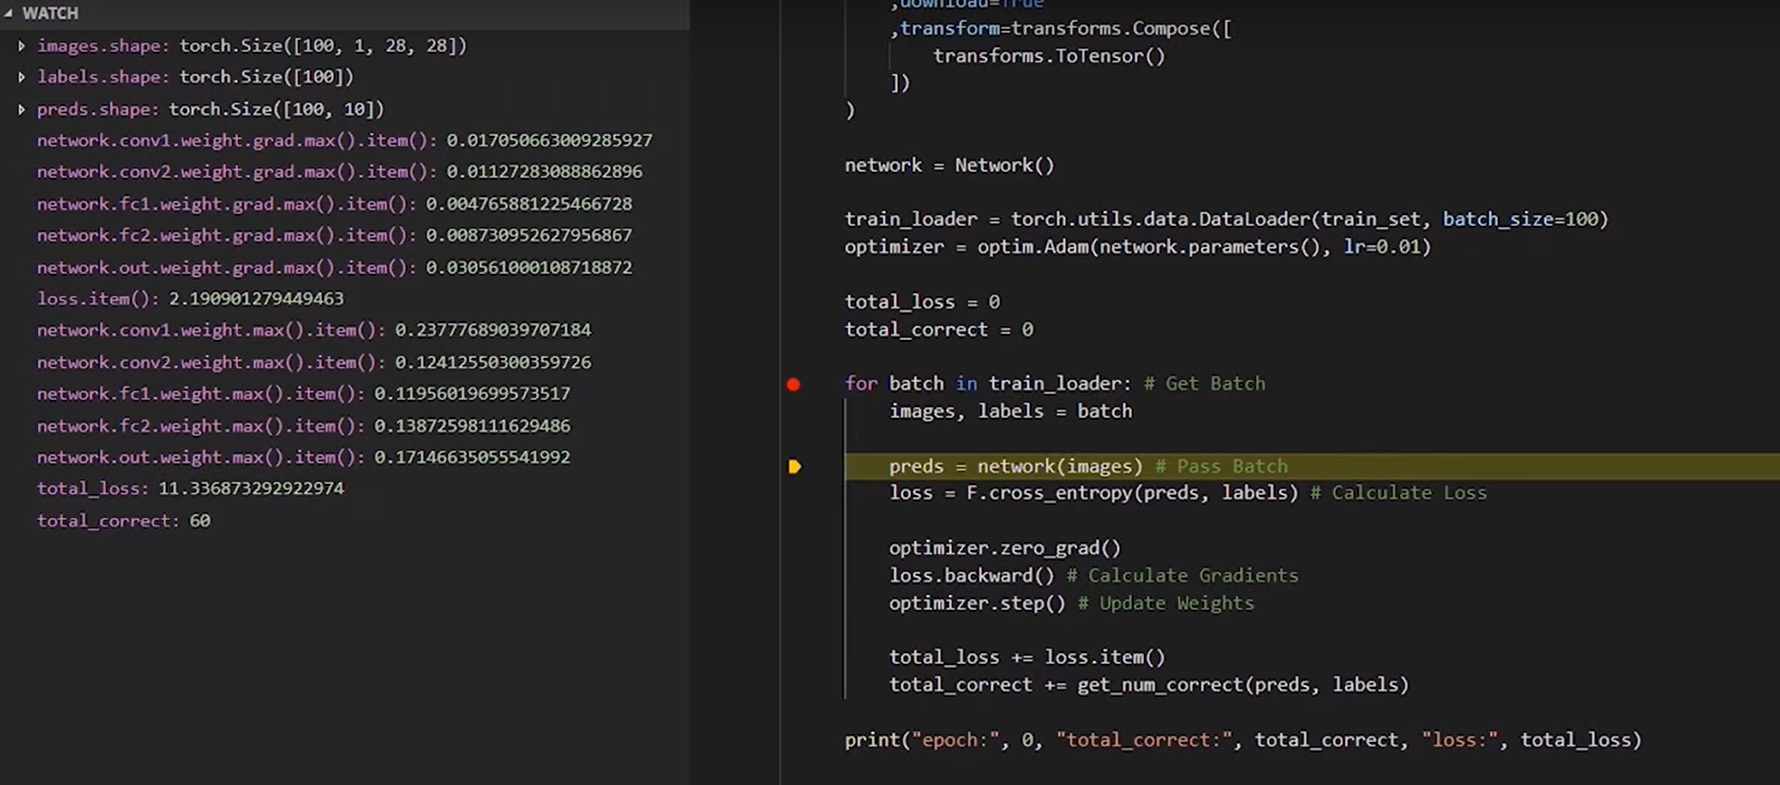 WATCH
images.shape: torch.Size([100, 1, 28, 28])
labels.shape: torch.Size([100])
preds.shape: torch.Size([100, 10])
network.conv1.weight.grad.max().item(): 0.017050663009285927
network.conv2.weight.grad.max().item(): 0.01127283088862896
network.fc1.weight.grad.max().item(): 0.004765881225466728
network.fc2.weight.grad.max().item(): 0.008730952627956867
network.out.weight.grad.max().item(): 0.030561000108718872
loss.item(): 2.190901279449463
network.conv1.weight.max().item(): 0.23777689039707184
network.conv2.weight.max().item(): 0.12412550300359726
network.fc1.weight.max().item(): 0.11956019699573517
network.fc2.weight.max().item(): 0.13872598111629486
network.out.weight.max().item(): 0.17146635055541992
total_loss: 11.336873292922974
total_correct: 60
,download=True
,transform=transforms.Compose([
transforms.ToTensor()
])
)
network = Network()
train_loader = torch.utils.data.DataLoader(train_set, batch_size=100)
optimizer = optim.Adam(network.parameters(), lr=0.01)
total_loss = 0
total_correct = 0
for batch in train_loader: # Get Batch
images, labels = batch
preds = network(images) # Pass Batch
loss = F.cross_entropy(preds, labels) # Calculate Loss
optimizer.zero_grad()
loss.backward() # Calculate Gradients
optimizer.step() # Update Weights
total_loss += loss.item()
total_correct += get_num_correct(preds, labels)
print("epoch:", 0, "total_correct:", total_correct, "loss:", total_loss)